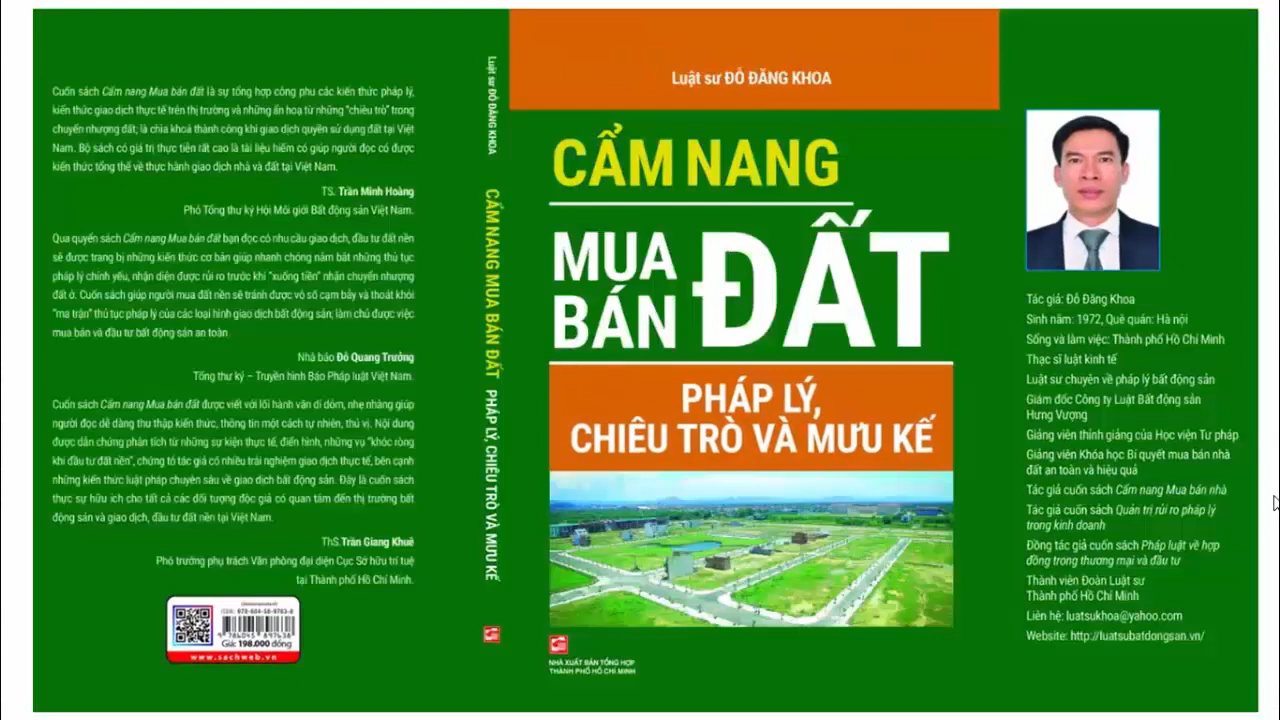 Cuốn sách Cẩm nang Mua bán đất là sự tổng hợp công phu các kiến thức pháp lý,
kiến thức giao dịch thực tế trên thị trường và những ẩn hoạ từ những "chiêu trò" trong
chuyển nhượng đất; là chìa khoá thành công khi giao dịch quyền sử dụng đất tại Việt
Nam. Bộ sách có giá trị thực tiễn rất cao là tài liệu hiếm có giúp người đọc có được
kiến thức tổng thể về thực hành giao dịch nhà và đất tại Việt Nam.
TS. Trần Minh Hoàng
Phó Tổng thư ký Hội Môi giới Bất động sản Việt Nam.
Qua quyển sách Cẩm nang Mua bán đất bạn đọc có nhu cầu giao dịch, đầu tư đất nền
sẽ được trang bị những kiến thức cơ bản giúp nhanh chóng nắm bắt những thủ tục
pháp lý chính yếu, nhận diện được rủi ro trước khi "xuống tiền" nhận chuyển nhượng
đất ở. Cuốn sách giúp người mua đất nền sẽ tránh được vô số cạm bẫy và thoát khỏi
"ma trận" thủ tục pháp lý của các loại hình giao dịch bất động sản; làm chủ được việc
mua bán và đầu tư bất động sản an toàn.
Nhà báo Đỗ Quang Trưởng
Tổng thư ký – Truyền hình Báo Pháp luật Việt Nam.
Cuốn sách Cẩm nang Mua bán đất được viết với lối hành văn dí dỏm, nhẹ nhàng giúp
người đọc dễ dàng thu thập kiến thức, thông tin một cách tự nhiên, thú vị. Nội dung
được dẫn chứng phân tích từ những sự kiện thực tế, điển hình, những vụ "khóc ròng
khi đầu tư đất nền", chứng tỏ tác giả có nhiều trải nghiệm giao dịch thực tế, bên cạnh
những kiến thức luật pháp chuyên sâu về giao dịch bất động sản. Đây là cuốn sách
thực sự hữu ích cho tất cả các đối tượng độc giả có quan tâm đến thị trường bất
động sản và giao dịch, đầu tư đất nền tại Việt Nam.
ThS.Trần Giang Khuê
Phó trưởng phụ trách Văn phòng đại diện Cục Sở hữu trí tuệ
tại Thành phố Hồ Chí Minh.
ISBN: 978-604-58-9763-8
9 786045 897638
Giá: 198.000 đồng
www.sachweb.vn
Luật sư ĐỖ ĐĂNG KHOA
CẨM NANG MUA BÁN ĐẤT PHÁP LÝ, CHIÊU TRÒ VÀ MƯU KẾ
Luật sư ĐỖ ĐĂNG KHOA
CẨM NANG
MUA
BÁN
ĐẤT
PHÁP LÝ,
CHIÊU TRÒ VÀ MƯU KẾ
NHÀ XUẤT BẢN TỔNG HỢP
THÀNH PHỐ HỒ CHÍ MINH
Tác giả: Đỗ Đăng Khoa
Sinh năm: 1972, Quê quán: Hà nội
Sống và làm việc: Thành phố Hồ Chí Minh
Thạc sĩ luật kinh tế
Luật sư chuyên về pháp lý bất động sản
Giám đốc Công ty Luật Bất động sản
Hưng Vượng
Giảng viên thỉnh giảng của Học viện Tư pháp
Giảng viên Khóa học Bí quyết mua bán nhà
đất an toàn và hiệu quả
Tác giả cuốn sách Cẩm nang Mua bán nhà
Tác giả cuốn sách Quản trị rủi ro pháp lý
trong kinh doanh
Đồng tác giả cuốn sách Pháp luật về hợp
đồng trong thương mại và đầu tư
Thành viên Đoàn Luật sư
Thành phố Hồ Chí Minh
Liên hệ: luatsukhoa@yahoo.com
Website: http://luatsubatdongsan.vn/